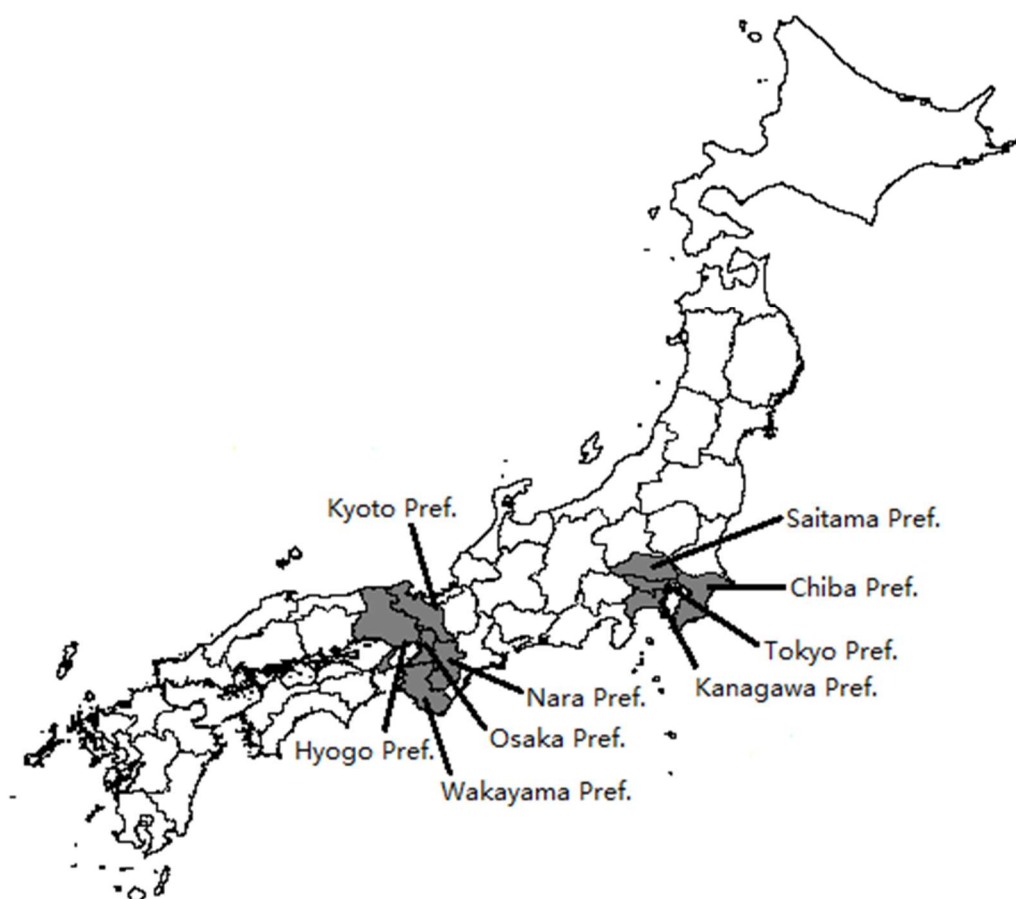 Kyoto Pref.
Saitama Pref.
Chiba Pref.
Tokyo Pref.
Kanagawa Pref.
Nara Pref.
Osaka Pref.
Hyogo Pref.
Wakayama Pref.